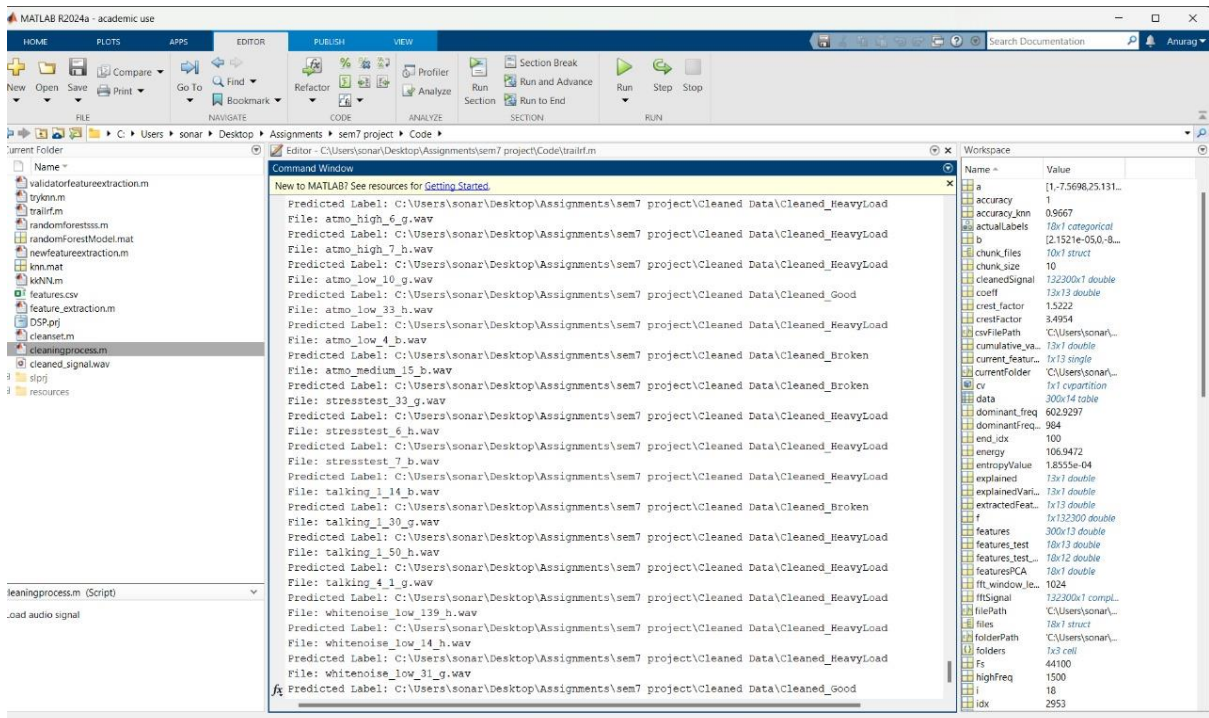 MATLAB R2024a - academic use
HOME PLOTS APPS EDITOR PUBLISH VIEW Search Documentation Anurag
New Open Save Compare Print Go To Find Bookmark Refactor Profiler Analyze Run Section Section Break Run and Advance Run to End Run Step Stop
FILE NAVIGATE CODE ANALYZE SECTION RUN
C: Users sonar Desktop Assignments sem7 project Code
Current Folder
Name
validatorfeatureextraction.m
tryknn.m
trailrf.m
randomforestsss.m
randomForestModel.mat
newfeatureextraction.m
knn.mat
kkNN.m
features.csv
feature_extraction.m
DSP.prj
cleanset.m
cleaningprocess.m
cleaned_signal.wav
slprj
resources
cleaningprocess.m (Script)
Load audio signal
Editor - C:\Users\sonar\Desktop\Assignments\sem7 project\Code\trailrf.m
Command Window
New to MATLAB? See resources for Getting Started.
Predicted Label: C:\Users\sonar\Desktop\Assignments\sem7 project\Cleaned Data\Cleaned_HeavyLoad
File: atmo_high_6_g.wav
Predicted Label: C:\Users\sonar\Desktop\Assignments\sem7 project\Cleaned Data\Cleaned_HeavyLoad
File: atmo_high_7_h.wav
Predicted Label: C:\Users\sonar\Desktop\Assignments\sem7 project\Cleaned Data\Cleaned_HeavyLoad
File: atmo_low_10_g.wav
Predicted Label: C:\Users\sonar\Desktop\Assignments\sem7 project\Cleaned Data\Cleaned_Good
File: atmo_low_33_h.wav
Predicted Label: C:\Users\sonar\Desktop\Assignments\sem7 project\Cleaned Data\Cleaned_HeavyLoad
File: atmo_low_4_b.wav
Predicted Label: C:\Users\sonar\Desktop\Assignments\sem7 project\Cleaned Data\Cleaned_Broken
File: atmo_medium_15_b.wav
Predicted Label: C:\Users\sonar\Desktop\Assignments\sem7 project\Cleaned Data\Cleaned_Broken
File: stresstest_33_g.wav
Predicted Label: C:\Users\sonar\Desktop\Assignments\sem7 project\Cleaned Data\Cleaned_HeavyLoad
File: stresstest_6_h.wav
Predicted Label: C:\Users\sonar\Desktop\Assignments\sem7 project\Cleaned Data\Cleaned_HeavyLoad
File: stresstest_7_b.wav
Predicted Label: C:\Users\sonar\Desktop\Assignments\sem7 project\Cleaned Data\Cleaned_HeavyLoad
File: talking_1_14_b.wav
Predicted Label: C:\Users\sonar\Desktop\Assignments\sem7 project\Cleaned Data\Cleaned_Broken
File: talking_1_30_g.wav
Predicted Label: C:\Users\sonar\Desktop\Assignments\sem7 project\Cleaned Data\Cleaned_HeavyLoad
File: talking_1_50_h.wav
Predicted Label: C:\Users\sonar\Desktop\Assignments\sem7 project\Cleaned Data\Cleaned_HeavyLoad
File: talking_4_1_g.wav
Predicted Label: C:\Users\sonar\Desktop\Assignments\sem7 project\Cleaned Data\Cleaned_HeavyLoad
File: whitenoise_low_139_h.wav
Predicted Label: C:\Users\sonar\Desktop\Assignments\sem7 project\Cleaned Data\Cleaned_HeavyLoad
File: whitenoise_low_14_h.wav
Predicted Label: C:\Users\sonar\Desktop\Assignments\sem7 project\Cleaned Data\Cleaned_HeavyLoad
File: whitenoise_low_31_g.wav
fx Predicted Label: C:\Users\sonar\Desktop\Assignments\sem7 project\Cleaned Data\Cleaned_Good
Workspace
Name Value
a [1,-7.5698,25.131...
accuracy 1
accuracy_knn 0.9667
actualLabels 18x1 categorical
b [2.1521e-05,0,-8....
chunk_files 10x1 struct
chunk_size 10
cleanedSignal 132300x1 double
coeff 13x13 double
crest_factor 1.5222
crestFactor 3.4954
csvFilePath 'C:\Users\sonar\...
cumulative_va... 13x1 double
current_featur... 1x13 single
currentFolder 'C:\Users\sonar\...
cv 1x1 cvpartition
data 300x14 table
dominant_freq 602.9297
dominantFreq... 984
end_idx 100
energy 106.9472
entropyValue 1.8555e-04
explained 13x1 double
explainedVari... 13x1 double
extractedFeat... 1x13 double
f 1x132300 double
features 300x13 double
features_test 18x13 double
features_test_... 18x12 double
featuresPCA 18x1 double
fft_window_le... 1024
fftSignal 132300x1 compl...
filePath 'C:\Users\sonar\...
files 18x1 struct
folderPath 'C:\Users\sonar\...
folders 1x3 cell
Fs 44100
highFreq 1500
i 18
idx 2953